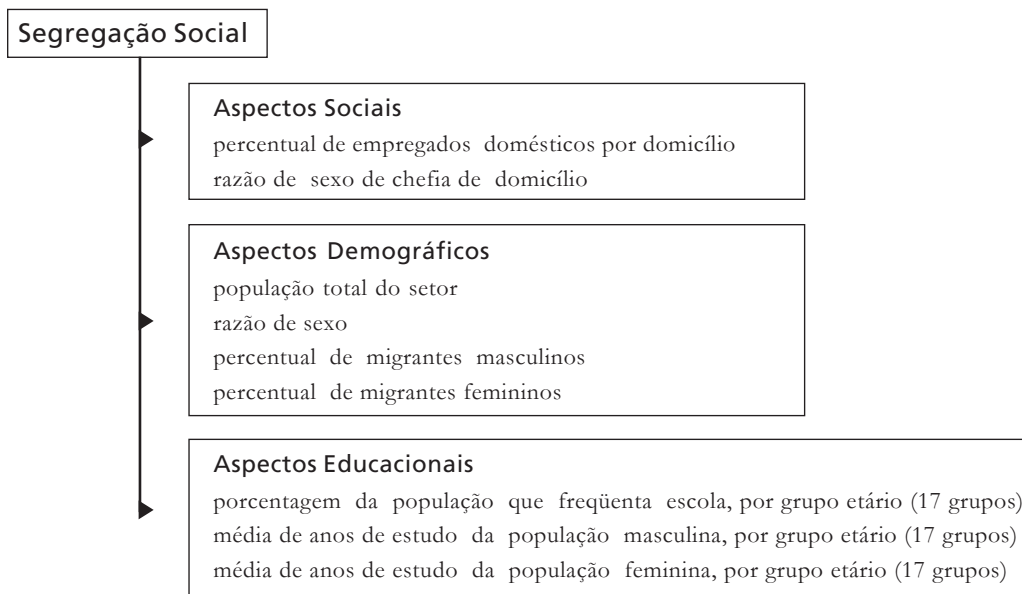 Segregação Social
Aspectos Sociais
percentual de empregados domésticos por domicílio
razão de sexo de chefia de domicílio
Aspectos Demográficos
população total do setor
razão de sexo
percentual de migrantes masculinos
percentual de migrantes femininos
Aspectos Educacionais
porcentagem da população que freqüenta escola, por grupo etário (17 grupos)
média de anos de estudo da população masculina, por grupo etário (17 grupos)
média de anos de estudo da população feminina, por grupo etário (17 grupos)